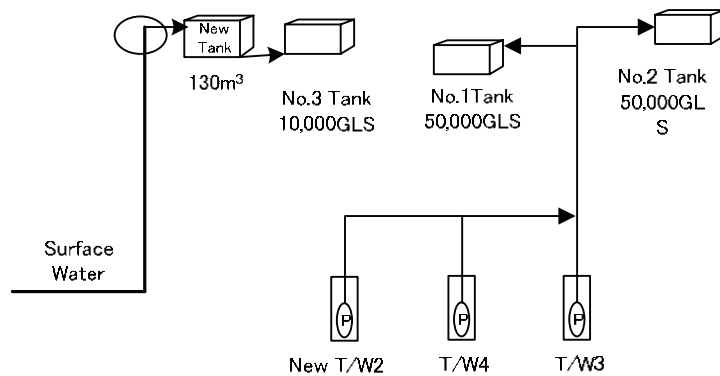 New
Tank
130m³
No.3 Tank
10,000GLS
No.1Tank
50,000GLS
No.2 Tank
50,000GL
S
Surface
Water
P
P
P
New T/W2
T/W4
T/W3